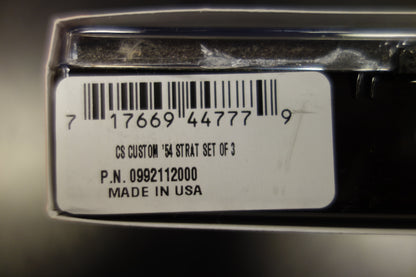 7 17669 44777 9
CS CUSTOM '54 STRAT SET OF 3
P.N. 0992112000
MADE IN USA